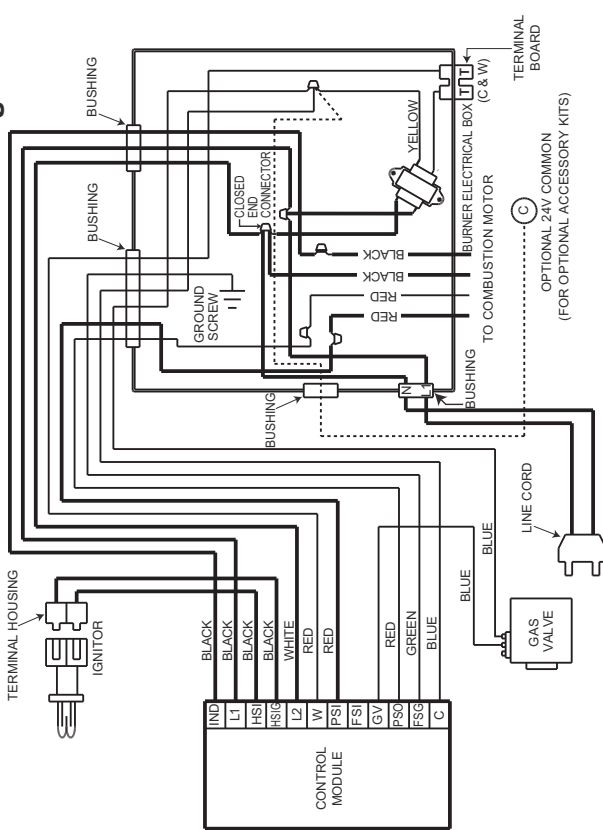 TERMINAL HOUSING
IGNITOR
BUSHING
BUSHING
CLOSED
END
CONNECTOR
GROUND
SCREW
YELLOW
T
T
(C & W)
TERMINAL
BOARD
BURNER ELECTRICAL BOX
BLACK
BLACK
RED
RED
TO COMBUSTION MOTOR
C
OPTIONAL 24V COMMON
(FOR OPTIONAL ACCESSORY KITS)
BUSHING
N
L1
BUSHING
BLACK
BLACK
BLACK
BLACK
WHITE
RED
RED
RED
GREEN
BLUE
BLUE
BLUE
IND
L1
HSI
HSIG
L2
W
PSI
FSI
GV
PSO
FSG
C
CONTROL
MODULE
GAS
VALVE
LINE CORD